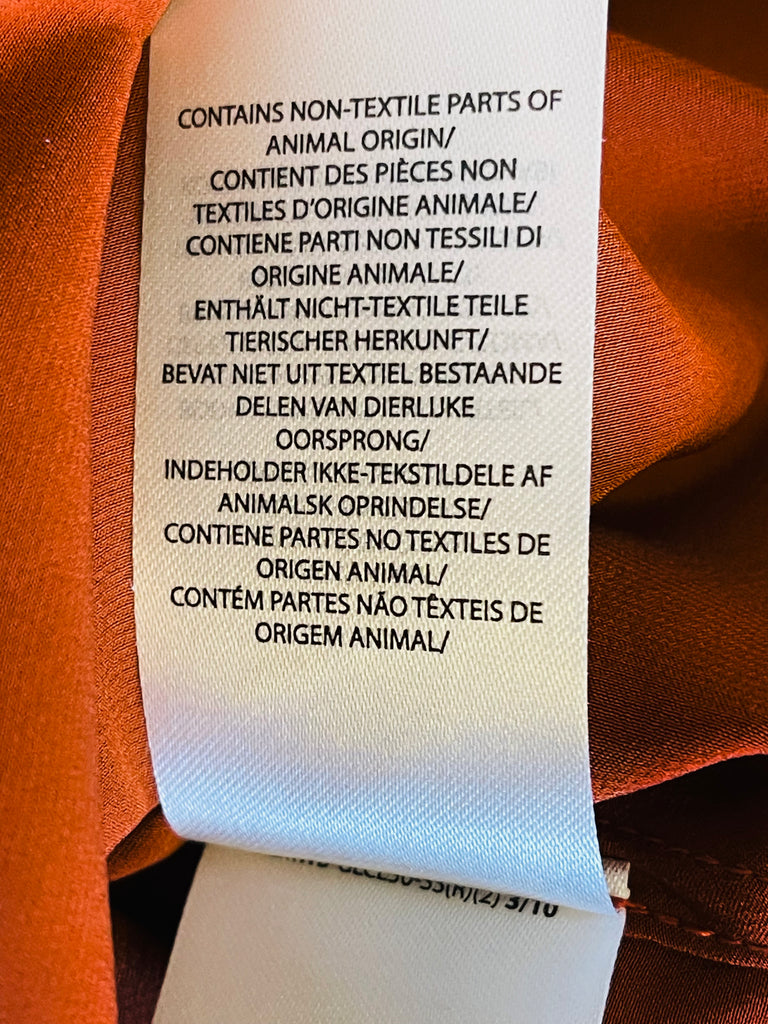 CONTAINS NON-TEXTILE PARTS OF
ANIMAL ORIGIN/
CONTIENT DES PIÈCES NON
TEXTILES D'ORIGINE ANIMALE/
CONTIENE PARTI NON TESSILI DI
ORIGINE ANIMALE/
ENTHÄLT NICHT-TEXTILE TEILE
TIERISCHER HERKUNFT/
BEVAT NIET UIT TEXTIEL BESTAANDE
DELEN VAN DIERLIJKE
OORSPRONG/
INDEHOLDER IKKE-TEKSTILDELE AF
ANIMALSK OPRINDELSE/
CONTIENE PARTES NO TEXTILES DE
ORIGEN ANIMAL/
CONTÉM PARTES NÃO TÊXTEIS DE
ORIGEM ANIMAL/
3/10